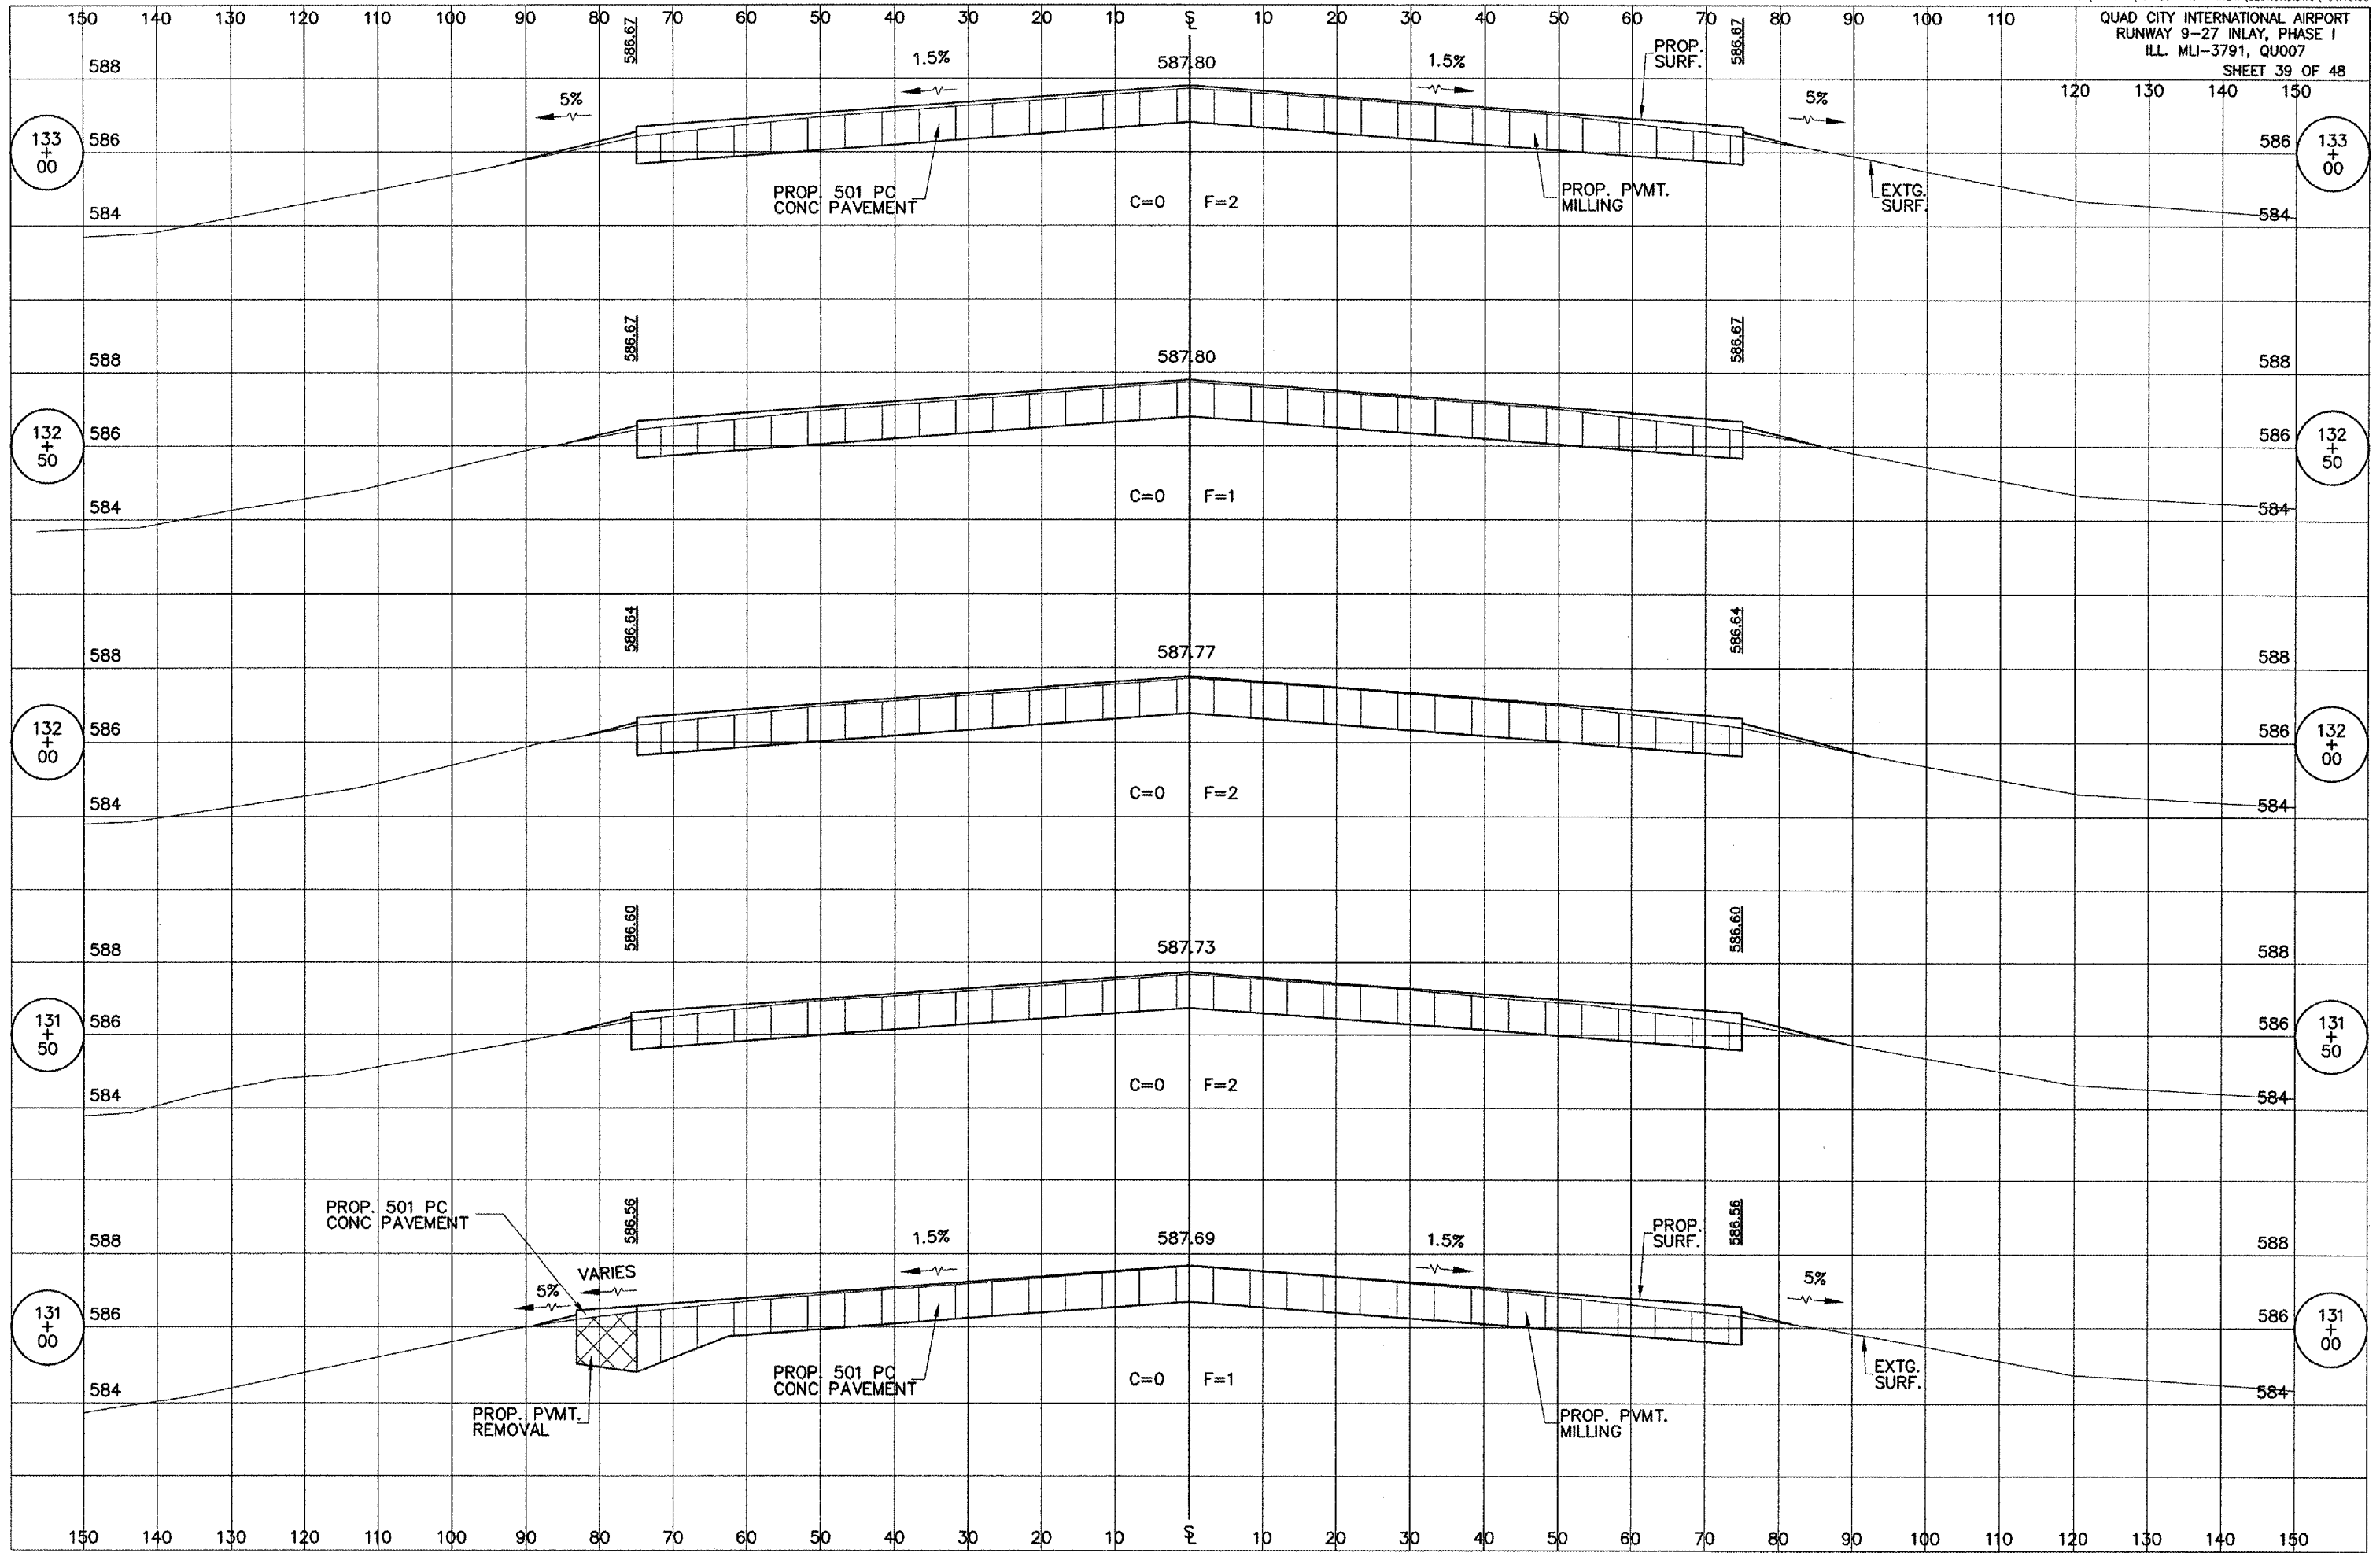 150 140 130 120 110 100 90 80 70 60 50 40 30 20 10 ℄ 10 20 30 40 50 60 70 80 90 100 110
QUAD CITY INTERNATIONAL AIRPORT
RUNWAY 9-27 INLAY, PHASE I
ILL. MLI-3791, QU007
SHEET 39 OF 48
120 130 140 150
586.67 586.67
588 1.5% 587.80 1.5% PROP.
SURF.
5% 5%
133
+
00
586 586
133
+
00
PROP. 501 PC
CONC PAVEMENT
C=0 F=2
PROP. PVMT.
MILLING
EXTG.
SURF.
584 584
586.67 586.67
588 587.80 588
132
+
50
586 586
132
+
50
C=0 F=1
584 584
586.64 586.64
588 587.77 588
132
+
00
586 586
132
+
00
C=0 F=2
584 584
586.60 586.60
588 587.73 588
131
+
50
586 586
131
+
50
C=0 F=2
584 584
PROP. 501 PC
CONC PAVEMENT
586.56 586.56
588 1.5% 587.69 1.5% PROP.
SURF.
588
VARIES
5% 5%
131
+
00
586 586
131
+
00
PROP. 501 PC
CONC PAVEMENT
C=0 F=1
EXTG.
SURF.
584 584
PROP. PVMT.
REMOVAL
PROP. PVMT.
MILLING
150 140 130 120 110 100 90 80 70 60 50 40 30 20 10 ℄ 10 20 30 40 50 60 70 80 90 100 110 120 130 140 150